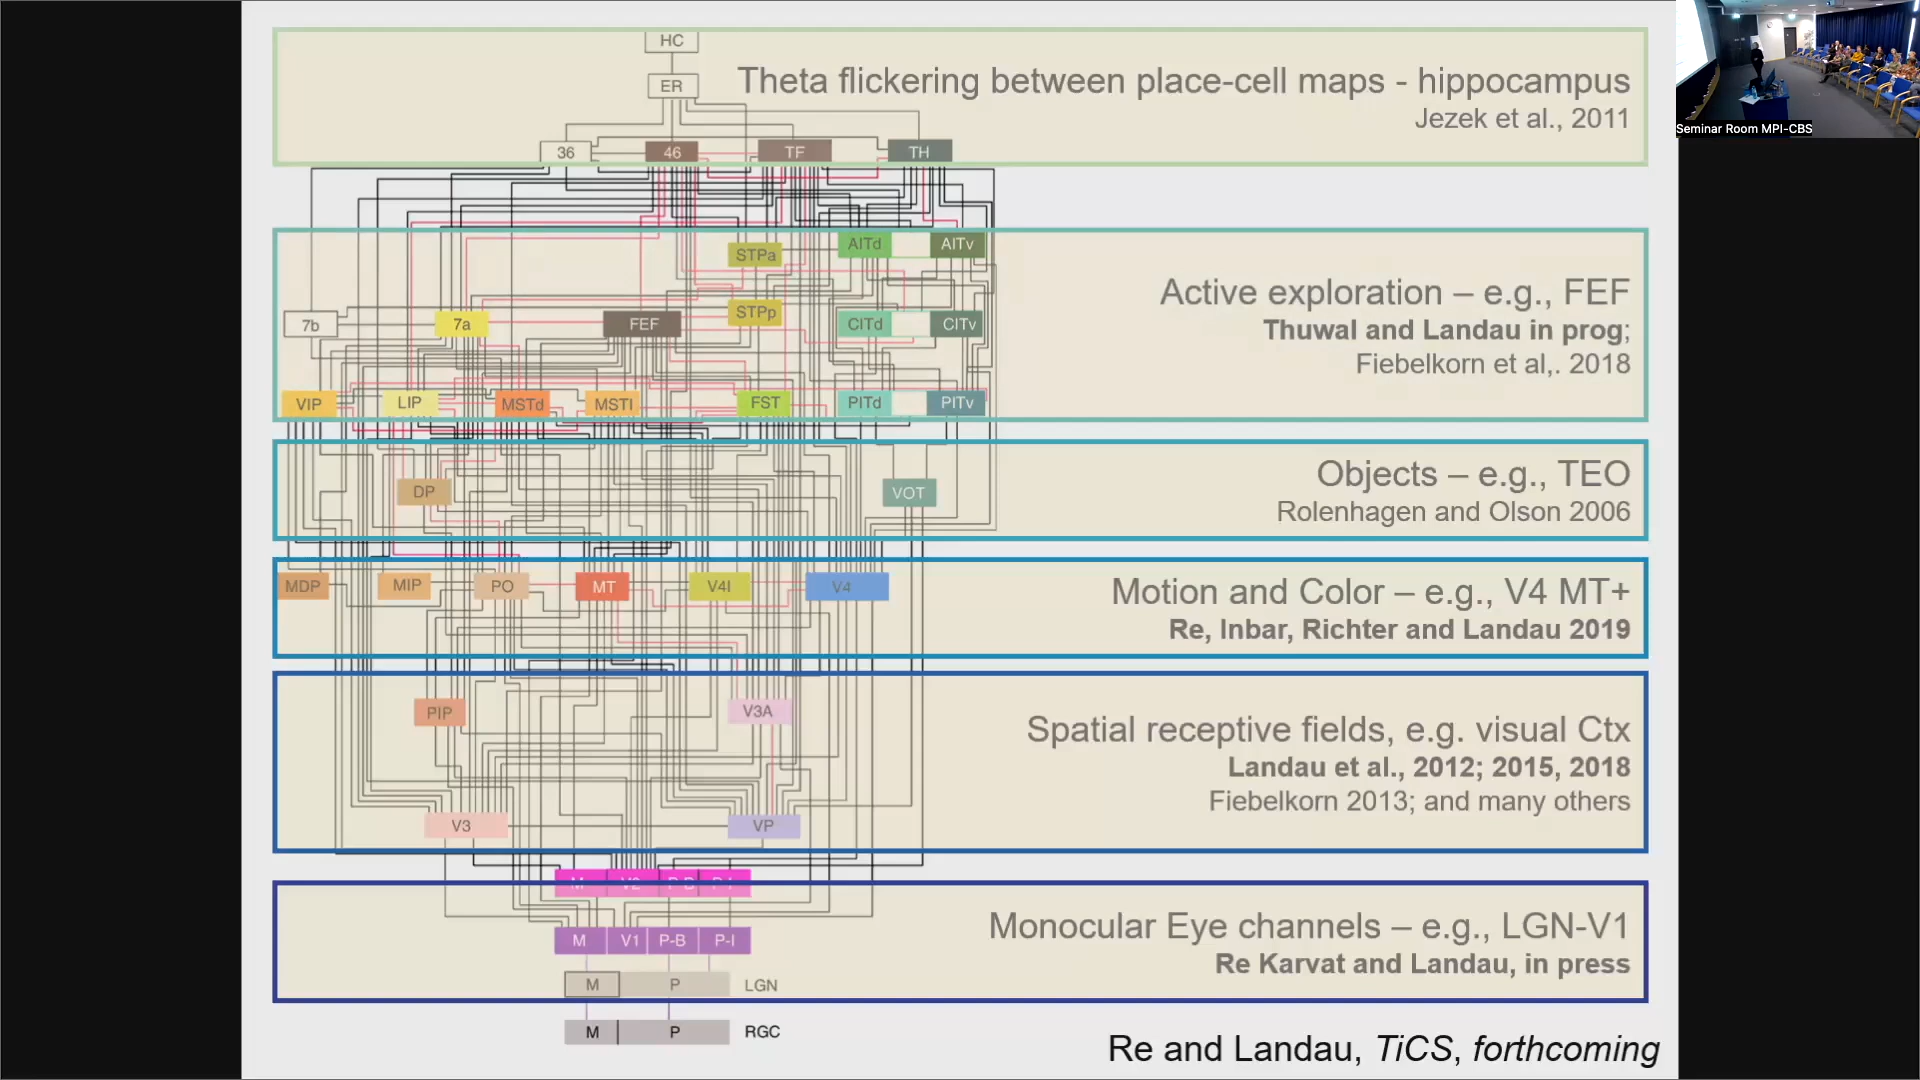 HC
ER
Theta flickering between place-cell maps - hippocampus
Jezek et al., 2011
36 46 TF TH
Seminar Room MPI-CBS
STPa AITd AITv
Active exploration – e.g., FEF
7b 7a FEF STPp CITd CITv
Thuwal and Landau in prog;
Fiebelkorn et al,. 2018
VIP LIP MSTd MSTl FST PITd PITv
Objects – e.g., TEO
DP VOT
Rolenhagen and Olson 2006
MDP MIP PO MT V4l V4
Motion and Color – e.g., V4 MT+
Re, Inbar, Richter and Landau 2019
PIP V3A
Spatial receptive fields, e.g. visual Ctx
Landau et al., 2012; 2015, 2018
Fiebelkorn 2013; and many others
V3 VP
M V2
Monocular Eye channels – e.g., LGN-V1
M V1 P-B P-I
Re Karvat and Landau, in press
M P LGN
M P RGC
Re and Landau, TiCS, forthcoming